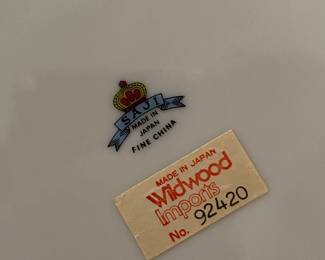 SAJI
MADE IN
JAPAN
FINE CHINA
MADE IN JAPAN
Wildwood
Imports
No. 92420